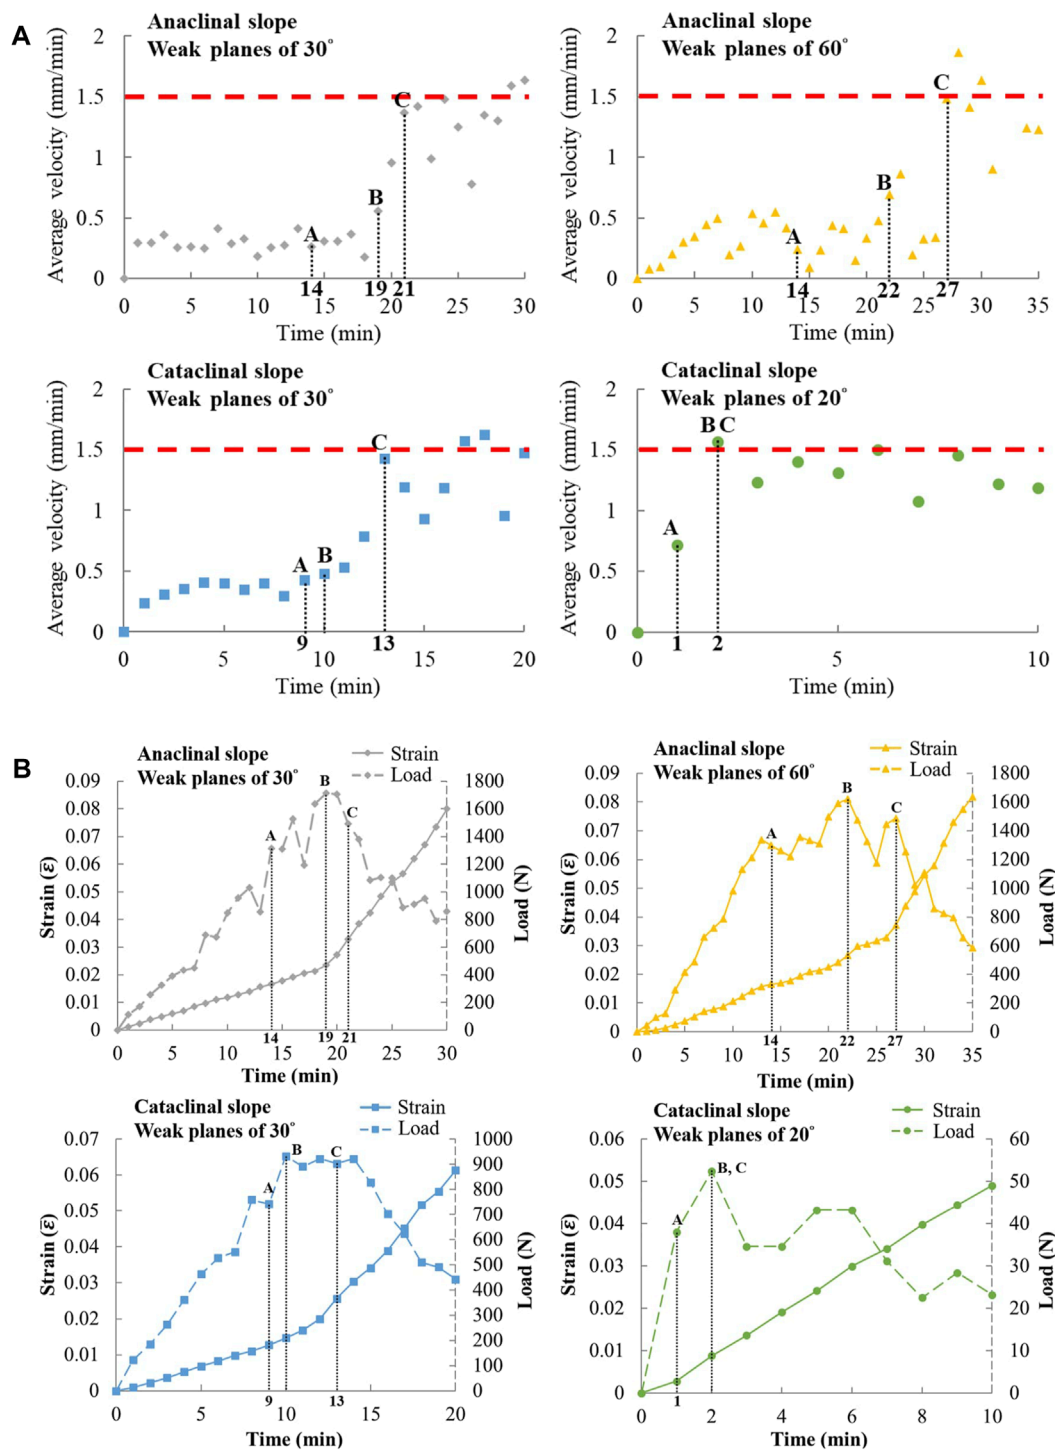 A
Anaclinal slope
Weak planes of 30°
Average velocity (mm/min)
2
1.5
1
0.5
0
A
B
C
0
5
10
14
19
20
21
25
30
Time (min)
Anaclinal slope
Weak planes of 60°
Average velocity (mm/min)
2
1.5
1
0.5
0
A
B
C
0
5
10
14
15
20
22
27
25
30
35
Time (min)
Cataclinal slope
Weak planes of 30°
Average velocity (mm/min)
2
1.5
1
0.5
0
A
B
C
0
5
9
10
13
15
20
Time (min)
Cataclinal slope
Weak planes of 20°
Average velocity (mm/min)
2
1.5
1
0.5
0
A
B C
0
1
2
5
10
Time (min)
B
Anaclinal slope
Weak planes of 30°
Strain
Load
Strain (ε̅)
0.09
0.08
0.07
0.06
0.05
0.04
0.03
0.02
0.01
0
A
B
C
1800
1600
1400
1200
1000
800
600
400
200
0
Load (N)
14
19
21
0
5
10
15
20
25
30
Time (min)
Anaclinal slope
Weak planes of 60°
Strain
Load
Strain (ε̅)
0.09
0.08
0.07
0.06
0.05
0.04
0.03
0.02
0.01
0
A
B
C
1800
1600
1400
1200
1000
800
600
400
200
0
Load (N)
14
22
27
0
5
10
15
20
25
30
35
Time (min)
Cataclinal slope
Weak planes of 30°
Strain
Load
Strain (ε̅)
0.07
0.06
0.05
0.04
0.03
0.02
0.01
0
A
B
C
1000
900
800
700
600
500
400
300
200
100
0
Load (N)
9
13
0
5
10
15
20
Time (min)
Cataclinal slope
Weak planes of 20°
Strain
Load
Strain (ε̅)
0.06
0.05
0.04
0.03
0.02
0.01
0
A
B, C
60
50
40
30
20
10
0
Load (N)
1
0
2
4
6
8
10
Time (min)